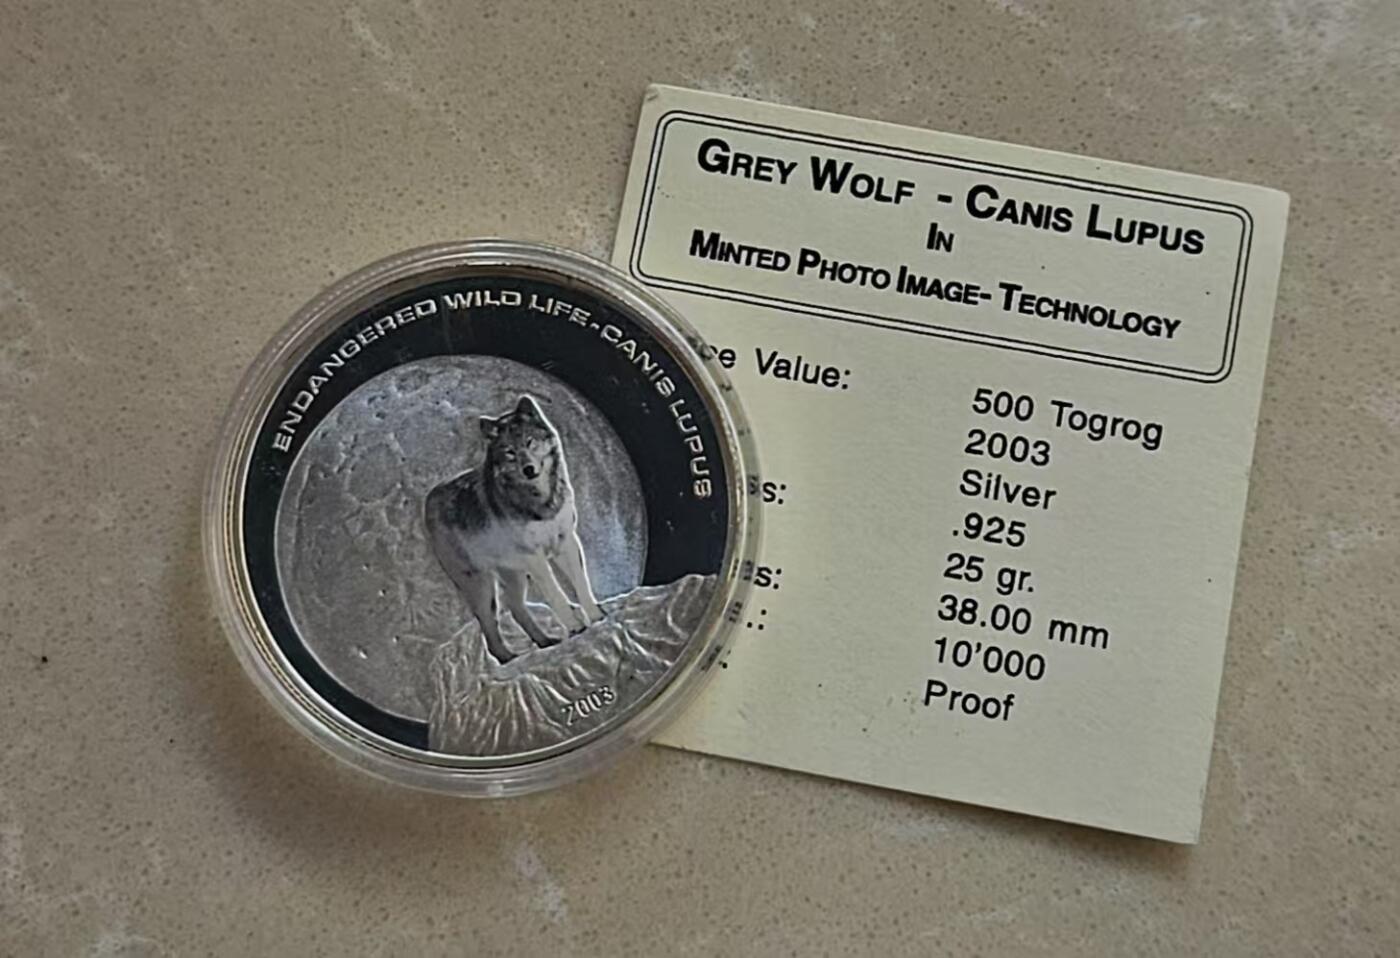 ENDANGERED WILD LIFE-CANIS LUPUS
2003
GREY WOLF - CANIS LUPUS
IN
MINTED PHOTO IMAGE- TECHNOLOGY
Value: 500 Togrog
2003
Silver
.925
25 gr.
38.00 mm
10'000
Proof